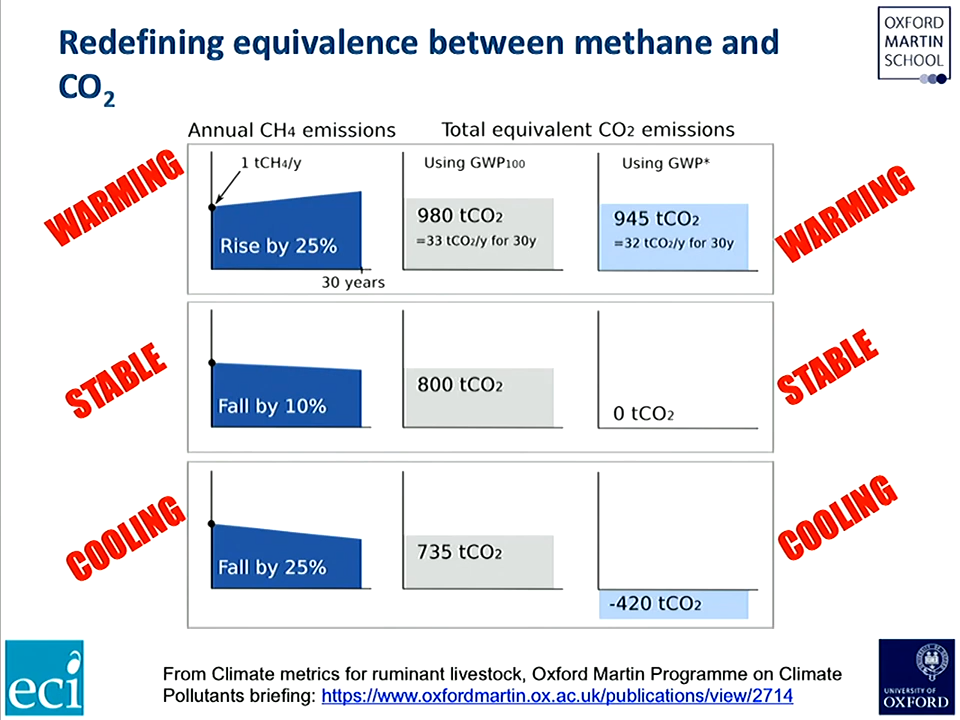 Redefining equivalence between methane and
CO2
OXFORD
MARTIN
SCHOOL
Annual CH4 emissions
Total equivalent CO2 emissions
WARMING
1 tCH4/y
Rise by 25%
30 years
Using GWP100
980 tCO2
=33 tCO2/y for 30y
Using GWP*
945 tCO2
=32 tCO2/y for 30y
WARMING
STABLE
Fall by 10%
800 tCO2
0 tCO2
STABLE
COOLING
Fall by 25%
735 tCO2
-420 tCO2
COOLING
eci
From Climate metrics for ruminant livestock, Oxford Martin Programme on Climate
Pollutants briefing: https://www.oxfordmartin.ox.ac.uk/publications/view/2714
UNIVERSITY OF
OXFORD